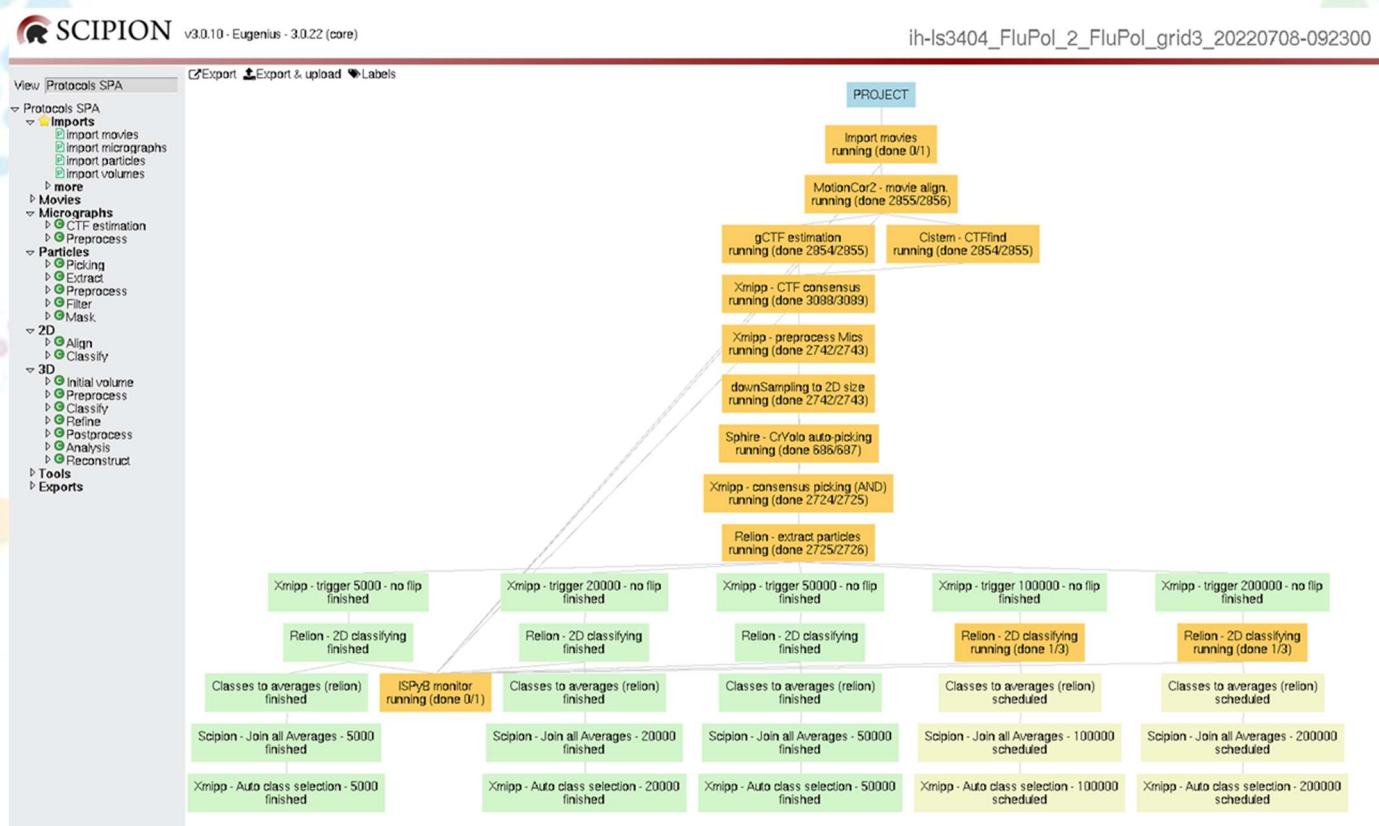 SCIPION v3.0.10 - Eugenius - 3.0.22 (core)
ih-ls3404_FluPol_2_FluPol_grid3_20220708-092300
View Protocols SPA
Export Export & upload Labels
Protocols SPA
Imports
import movies
import micrographs
import particles
import volumes
more
Movies
Micrographs
CTF estimation
Preprocess
Particles
Picking
Extract
Preprocess
Filter
Mask
2D
Align
Classify
3D
Initial volume
Preprocess
Classify
Refine
Postprocess
Analysis
Reconstruct
Tools
Exports
PROJECT
Import movies
running (done 0/1)
MotionCor2 - movie align.
running (done 2855/2856)
gCTF estimation
running (done 2854/2855)
Cistem - CTFfind
running (done 2854/2855)
Xmipp - CTF consensus
running (done 3088/3089)
Xmipp - preprocess Mics
running (done 2742/2743)
downSampling to 2D size
running (done 2742/2743)
Sphire - CrYolo auto-picking
running (done 686/687)
Xmipp - consensus picking (AND)
running (done 2724/2725)
Relion - extract particles
running (done 2725/2726)
Xmipp - trigger 5000 - no flip
finished
Xmipp - trigger 20000 - no flip
finished
Xmipp - trigger 50000 - no flip
finished
Xmipp - trigger 100000 - no flip
finished
Xmipp - trigger 200000 - no flip
finished
Relion - 2D classifying
finished
Relion - 2D classifying
finished
Relion - 2D classifying
finished
Relion - 2D classifying
running (done 1/3)
Relion - 2D classifying
running (done 1/3)
Classes to averages (relion)
finished
ISPyB monitor
running (done 0/1)
Classes to averages (relion)
finished
Classes to averages (relion)
finished
Classes to averages (relion)
scheduled
Classes to averages (relion)
scheduled
Scipion - Join all Averages - 5000
finished
Scipion - Join all Averages - 20000
finished
Scipion - Join all Averages - 50000
finished
Scipion - Join all Averages - 100000
scheduled
Scipion - Join all Averages - 200000
scheduled
Xmipp - Auto class selection - 5000
finished
Xmipp - Auto class selection - 20000
finished
Xmipp - Auto class selection - 50000
finished
Xmipp - Auto class selection - 100000
scheduled
Xmipp - Auto class selection - 200000
scheduled